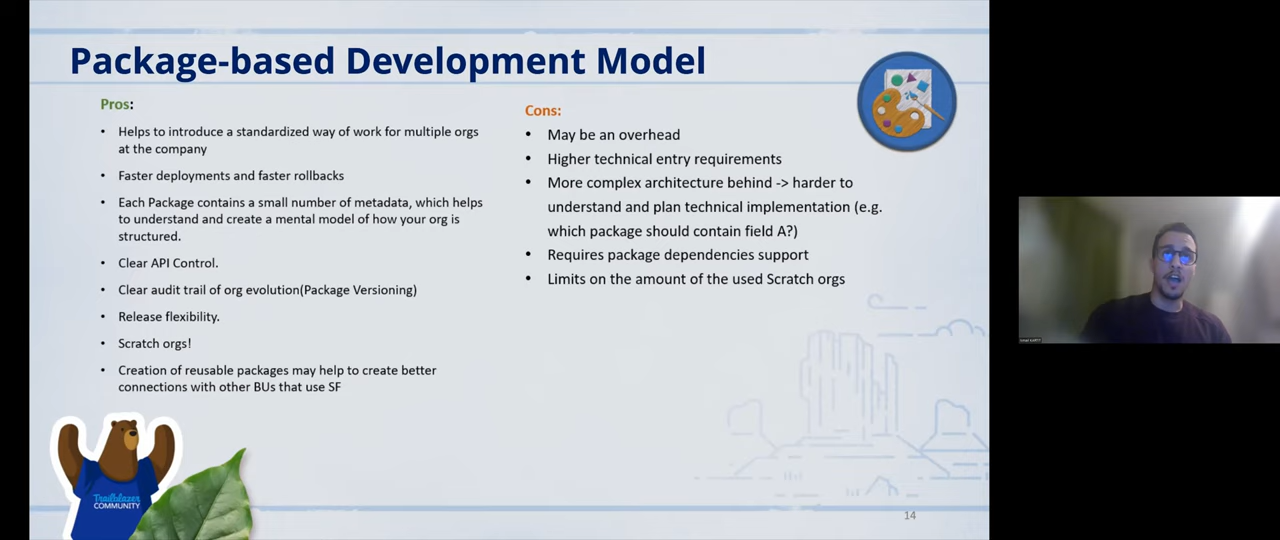 Package-based Development Model
Pros:
• Helps to introduce a standardized way of work for multiple orgs
at the company
• Faster deployments and faster rollbacks
• Each Package contains a small number of metadata, which helps
to understand and create a mental model of how your org is
structured.
• Clear API Control.
• Clear audit trail of org evolution(Package Versioning)
• Release flexibility.
• Scratch orgs!
• Creation of reusable packages may help to create better
connections with other BUs that use SF
Cons:
• May be an overhead
• Higher technical entry requirements
• More complex architecture behind -> harder to
understand and plan technical implementation (e.g.
which package should contain field A?)
• Requires package dependencies support
• Limits on the amount of the used Scratch orgs
Trailblazer
COMMUNITY
14